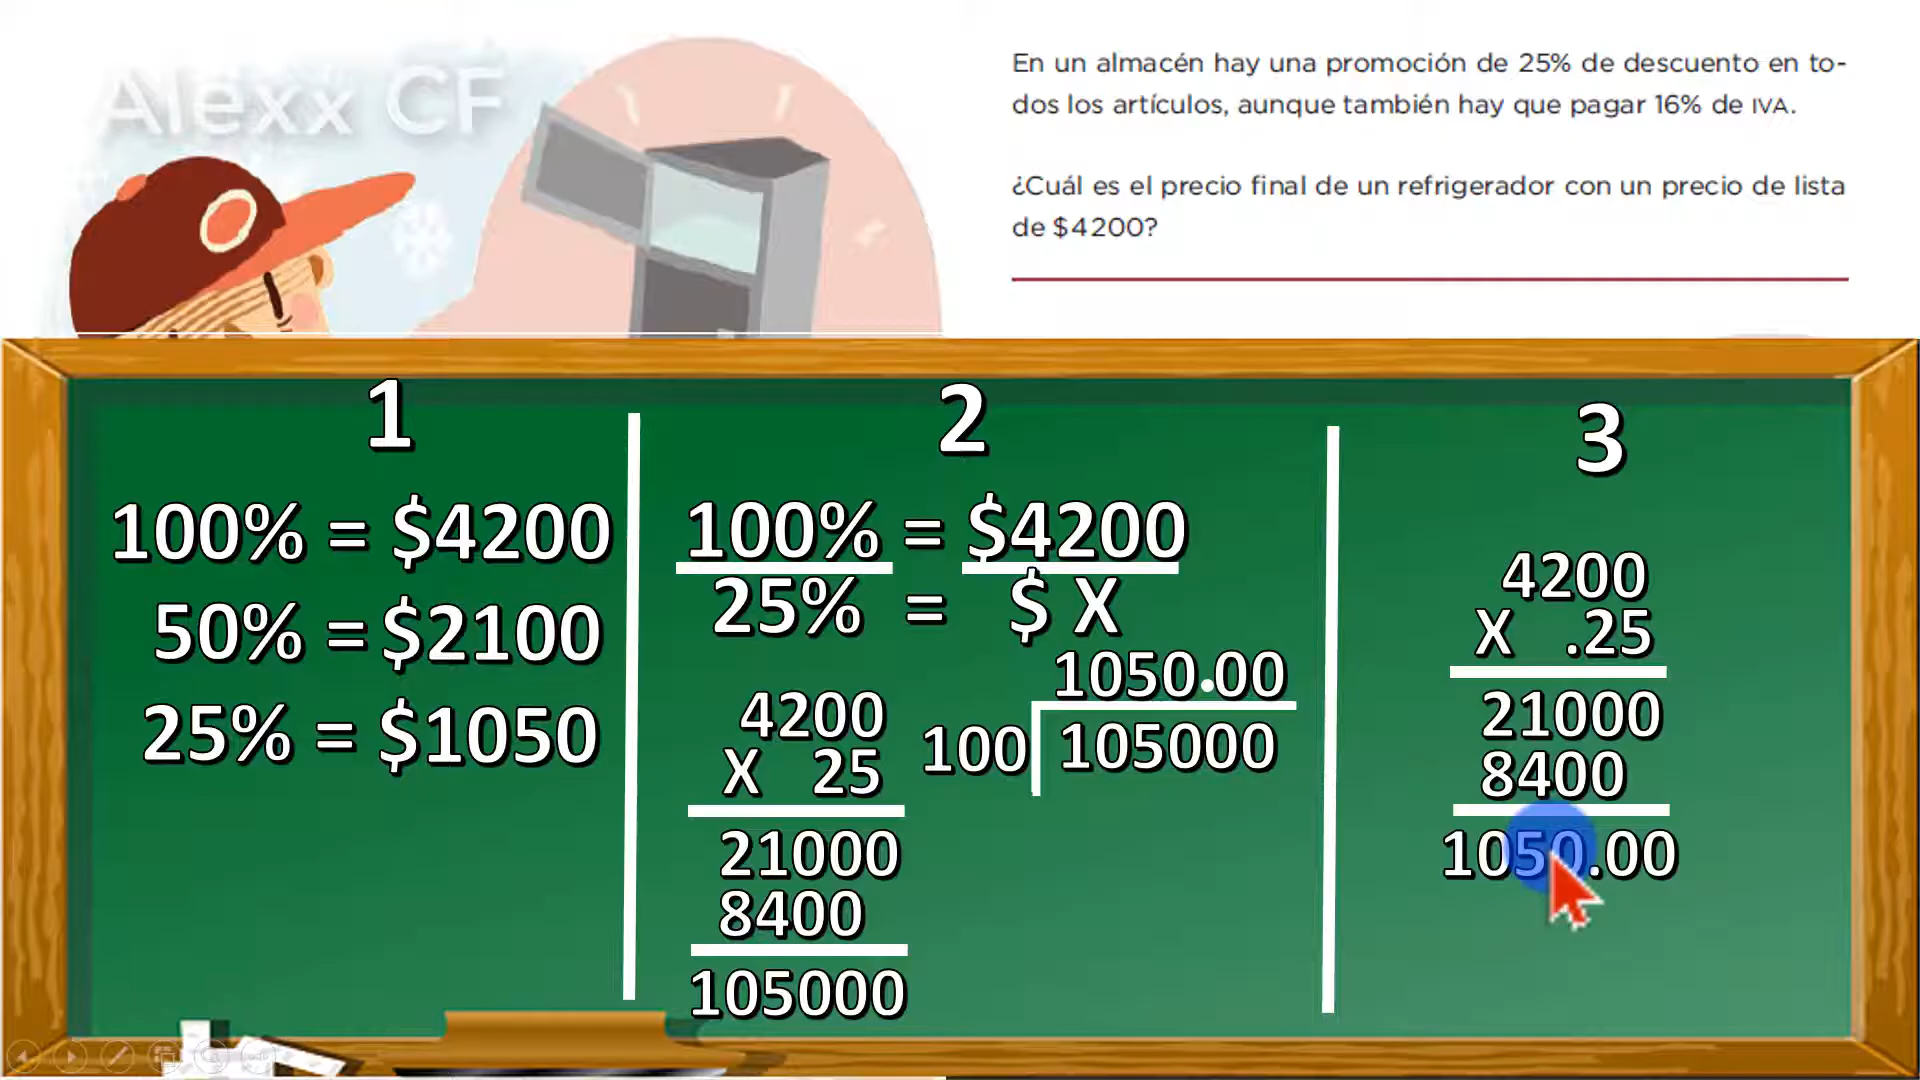 Alexx CF
En un almacén hay una promoción de 25% de descuento en to-
dos los artículos, aunque también hay que pagar 16% de IVA.
¿Cuál es el precio final de un refrigerador con un precio de lista
de $4200?
1
100% = $4200
50% = $2100
25% = $1050
2
100% = $4200
25% = $ X
4200
X 25
21000
8400
105000
1050.00
100 105000
3
4200
X .25
21000
8400
1050.00